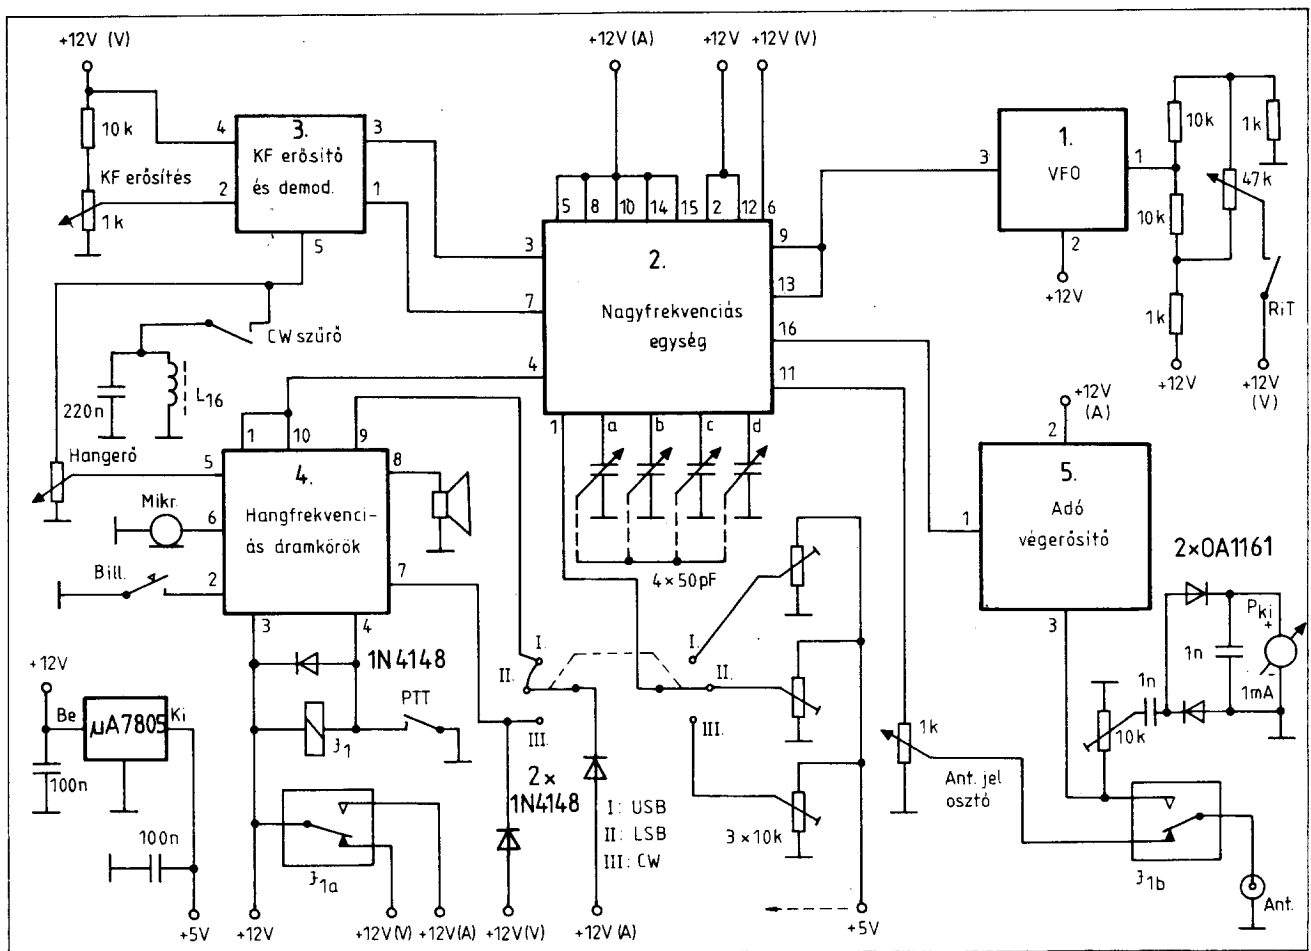 +12V (V)
+12V (A)
+12V
+12V (V)
10k
4
3.
KF erősítő
és demod.
3
KF erősítés
2
1
1k
5
5
8
10
14
15
2
12
6
3
7
4
2.
Nagyfrekvenciás
egység
9
13
16
11
1
a
b
c
d
4×50pF
3
1.
VFO
1
2
+12V
10k
1k
47k
10k
1k
RiT
+12V
+12V
(V)
CW szűrő
220n
L16
Hangerő
Mikr.
Bill.
1
10
9
5
6
2
4.
Hangfrekvenci-
ás áramkörök
8
7
3
4
+12V
(A)
2
1
5.
Adó
végerősítő
3
2×OA1161
Pki
+
-
1n
1mA
1n
10k
1N4148
+12V
Be
µA7805
Ki
100n
100n
+5V
J1
PTT
J1a
+12V
+12V(V)
+12V(A)
+12V(V)
+12V (A)
I.
II.
III.
2×
1N4148
I: USB
II: LSB
III: CW
I.
II.
III.
3×10k
+5V
1k
Ant. jel
osztó
J1b
Ant.